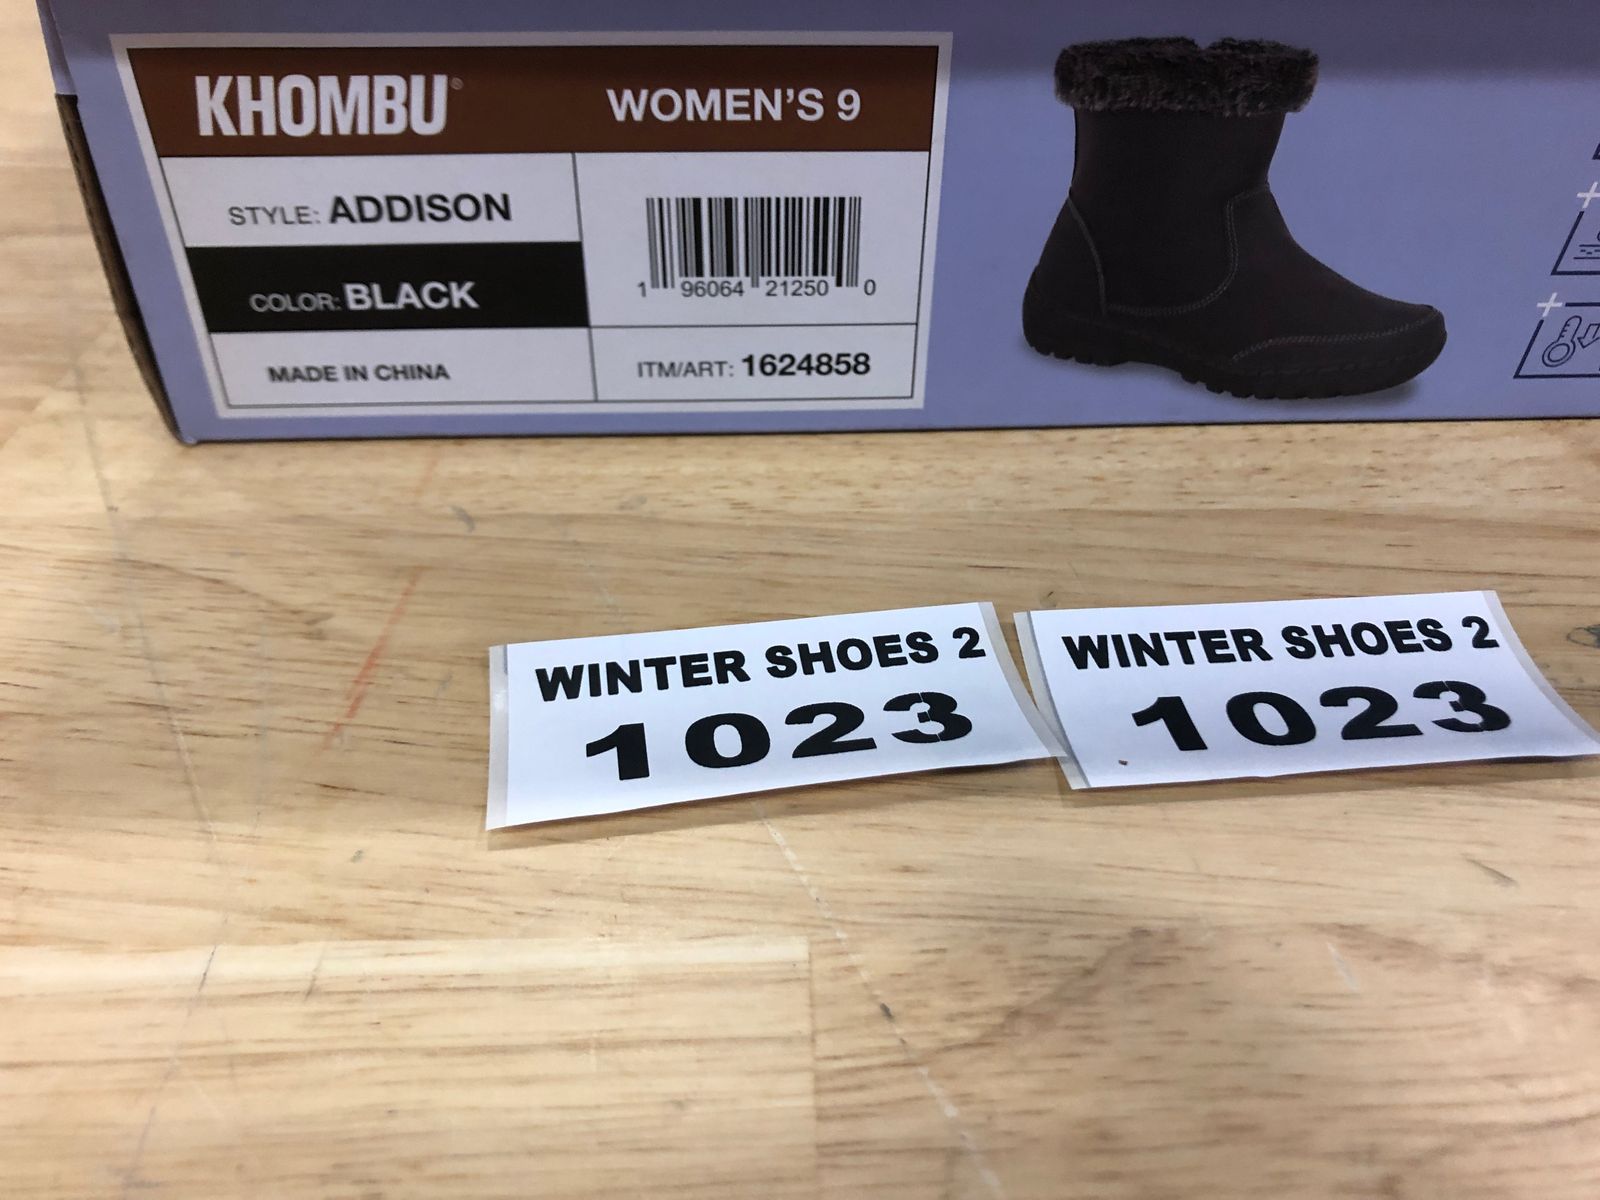 KHOMBU® WOMEN'S 9
STYLE: ADDISON
COLOR: BLACK
MADE IN CHINA
1 96064 21250 0
ITM/ART: 1624858
WINTER SHOES 2
1023
WINTER SHOES 2
1023